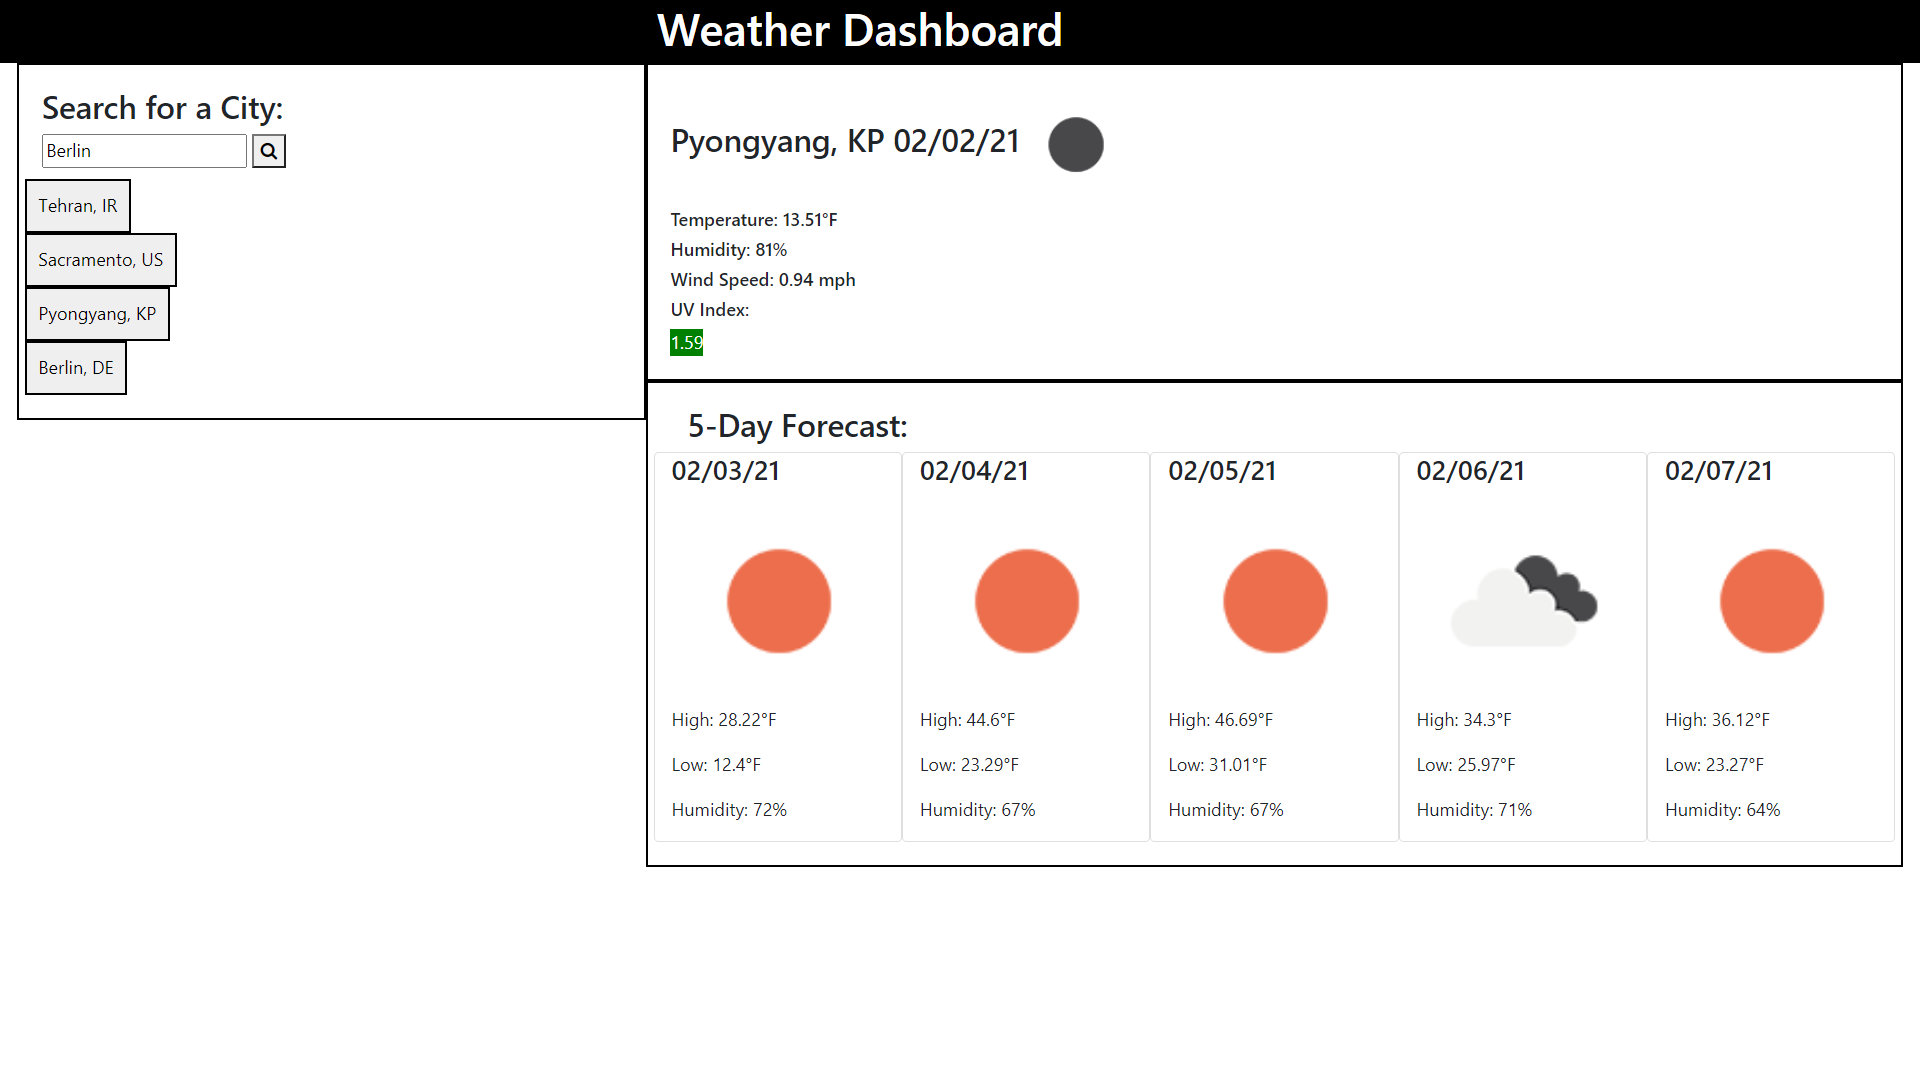 Weather Dashboard
Search for a City:
Berlin
Tehran, IR
Sacramento, US
Pyongyang, KP
Berlin, DE
Pyongyang, KP 02/02/21
Temperature: 13.51°F
Humidity: 81%
Wind Speed: 0.94 mph
UV Index:
1.59
5-Day Forecast:
02/03/21
High: 28.22°F
Low: 12.4°F
Humidity: 72%
02/04/21
High: 44.6°F
Low: 23.29°F
Humidity: 67%
02/05/21
High: 46.69°F
Low: 31.01°F
Humidity: 67%
02/06/21
High: 34.3°F
Low: 25.97°F
Humidity: 71%
02/07/21
High: 36.12°F
Low: 23.27°F
Humidity: 64%